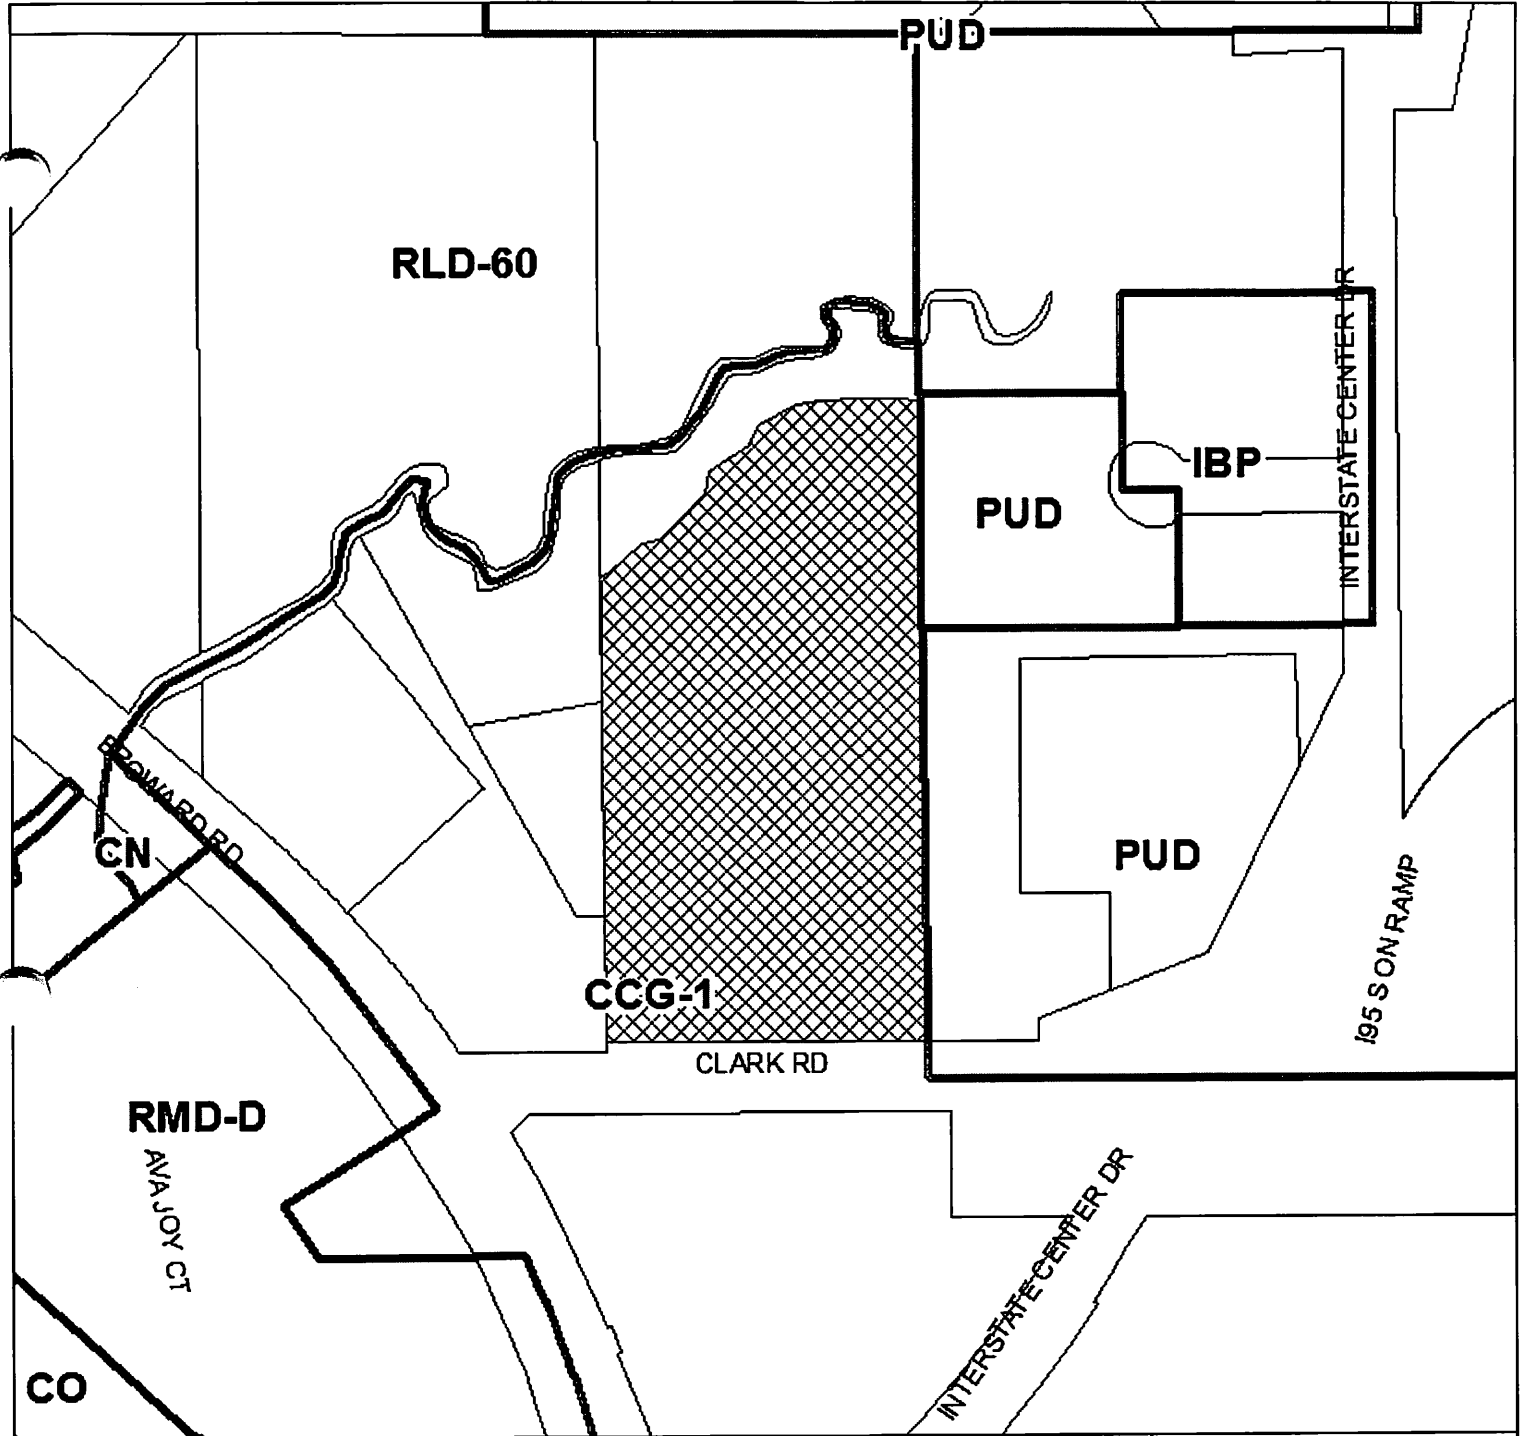 PUD
RLD-60
INTERSTATE CENTER DR
IBP
PUD
BROWARD RD
CN
PUD
I95 S ON RAMP
CCG-1
CLARK RD
RMD-D
AVA JOY CT
INTERSTATE CENTER DR
CO